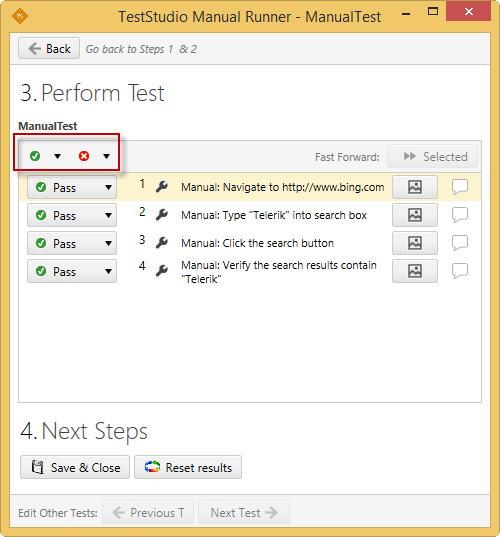 TS
TestStudio Manual Runner - ManualTest
Back Go back to Steps 1 & 2
3. Perform Test
ManualTest
Fast Forward: Selected
Pass 1 Manual: Navigate to http://www.bing.com
Pass 2 Manual: Type "Telerik" into search box
Pass 3 Manual: Click the search button
Pass 4 Manual: Verify the search results contain
"Telerik"
4. Next Steps
Save & Close Reset results
Edit Other Tests: Previous T Next Test